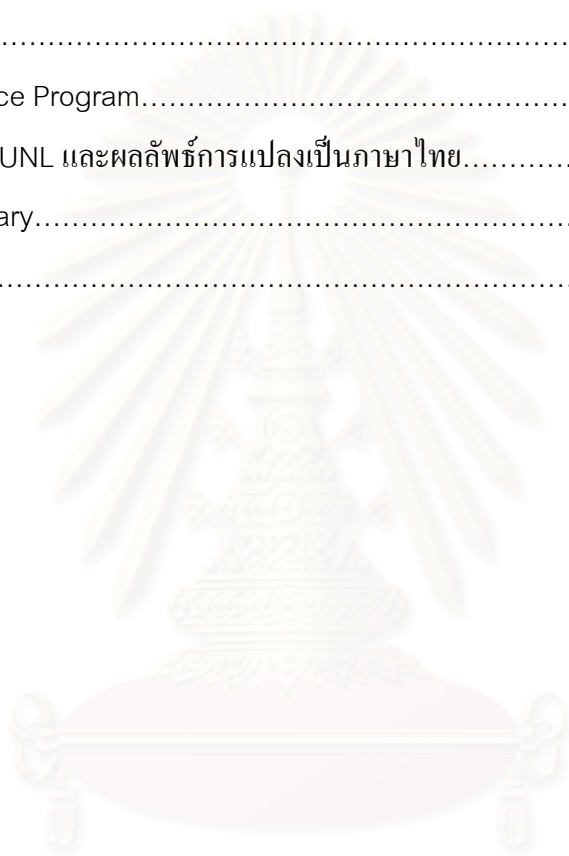 ................................................................
ce Program..............................................
UNL และผลลัพธ์การแปลงเป็นภาษาไทย............
ary..........................................................
................................................................